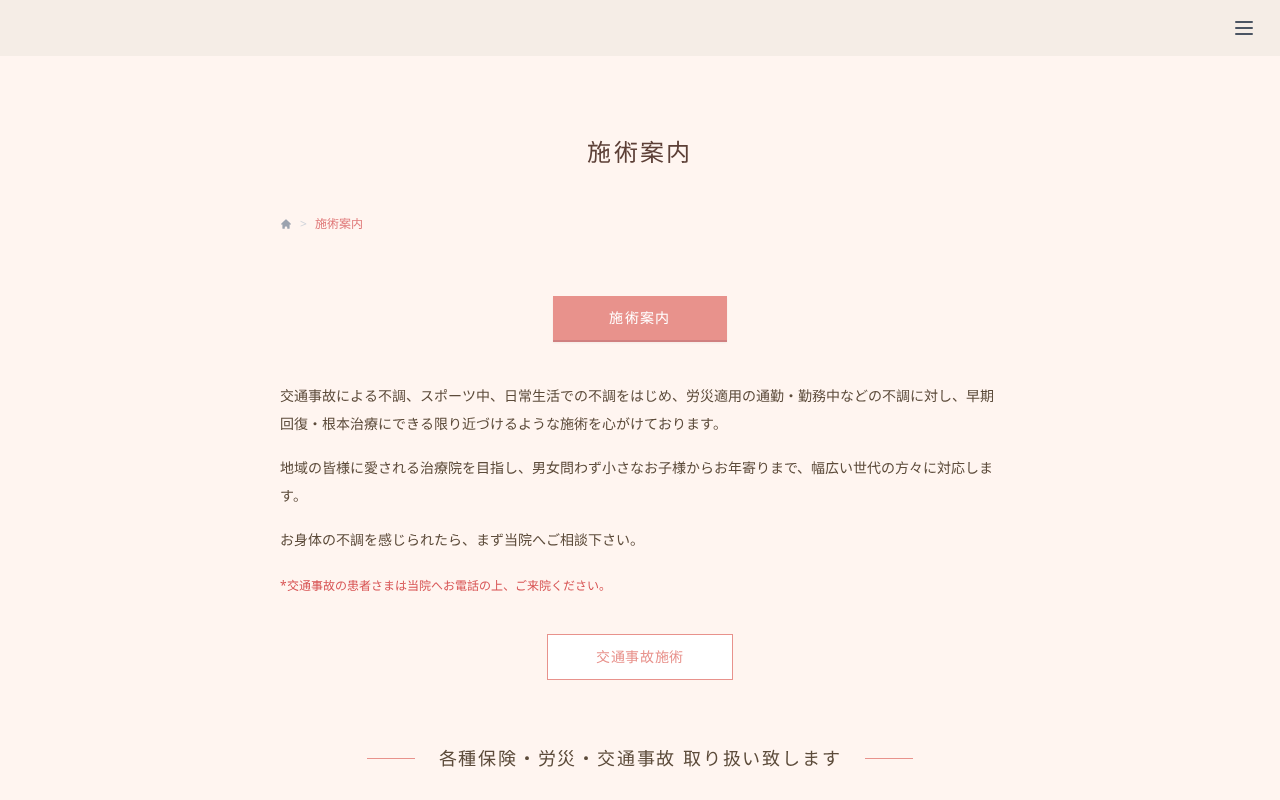 施術案内
> 施術案内
施術案内
交通事故による不調、スポーツ中、日常生活での不調をはじめ、労災適用の通勤・勤務中などの不調に対し、早期
回復・根本治療にできる限り近づけるような施術を心がけております。
地域の皆様に愛される治療院を目指し、男女問わず小さなお子様からお年寄りまで、幅広い世代の方々に対応しま
す。
お身体の不調を感じられたら、まず当院へご相談下さい。
*交通事故の患者さまは当院へお電話の上、ご来院ください。
交通事故施術
各種保険・労災・交通事故 取り扱い致します